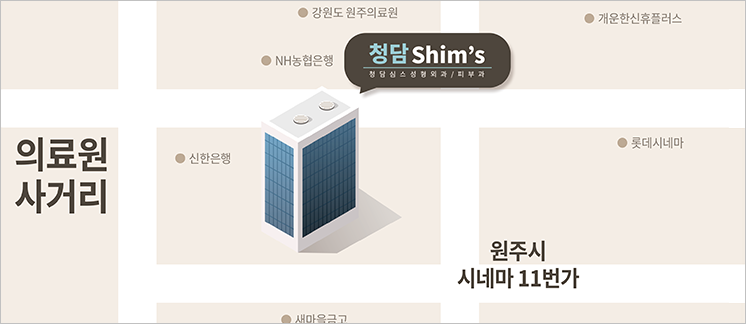 강원도 원주의료원
개운한신휴플러스
NH농협은행
청담 Shim's
청담심스성형외과/피부과
의료원
사거리
신한은행
롯데시네마
원주시
시네마 11번가
새마을금고